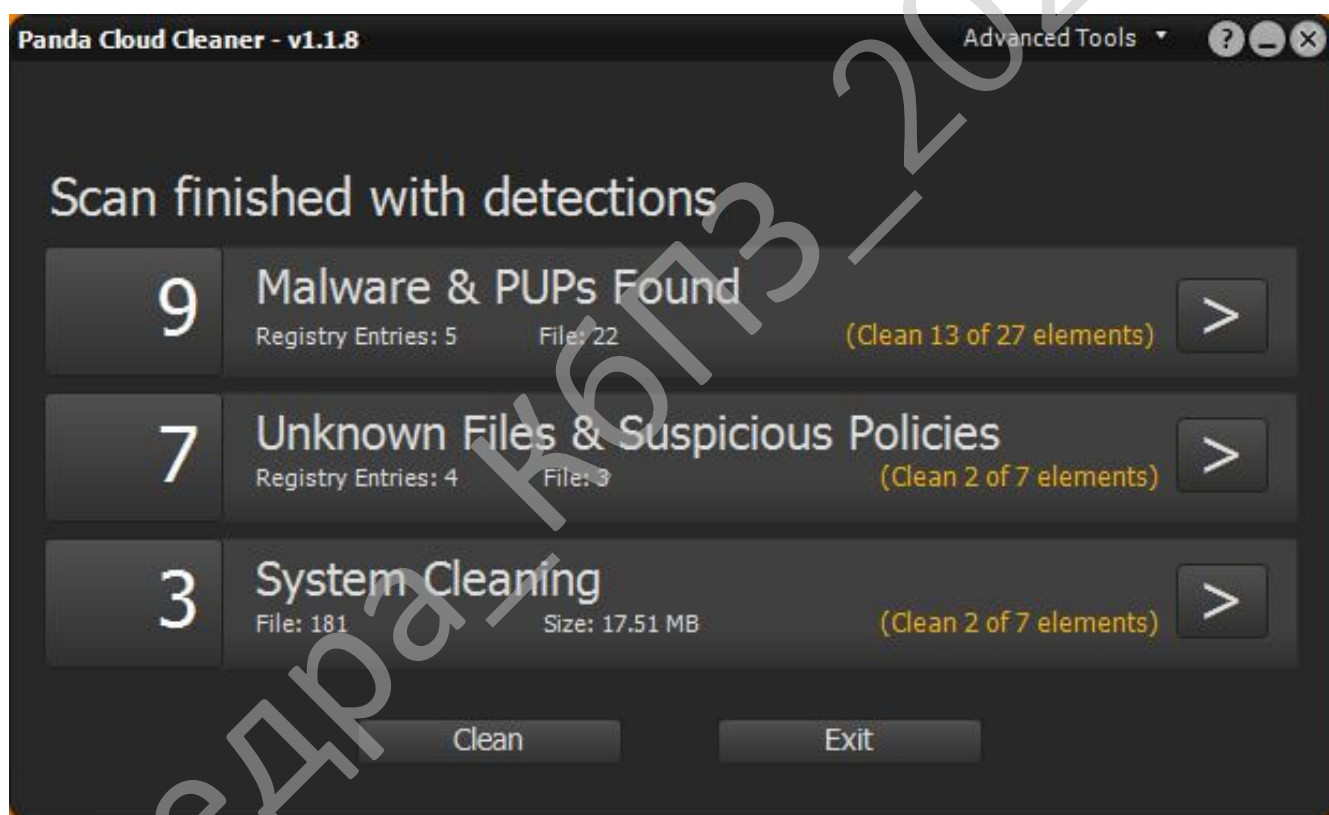 Panda Cloud Cleaner - v1.1.8 Advanced Tools ?
Scan finished with detections
9 Malware & PUPs Found >
Registry Entries: 5 File: 22 (Clean 13 of 27 elements)
7 Unknown Files & Suspicious Policies >
Registry Entries: 4 File: 3 (Clean 2 of 7 elements)
3 System Cleaning >
File: 181 Size: 17.51 MB (Clean 2 of 7 elements)
Clean Exit